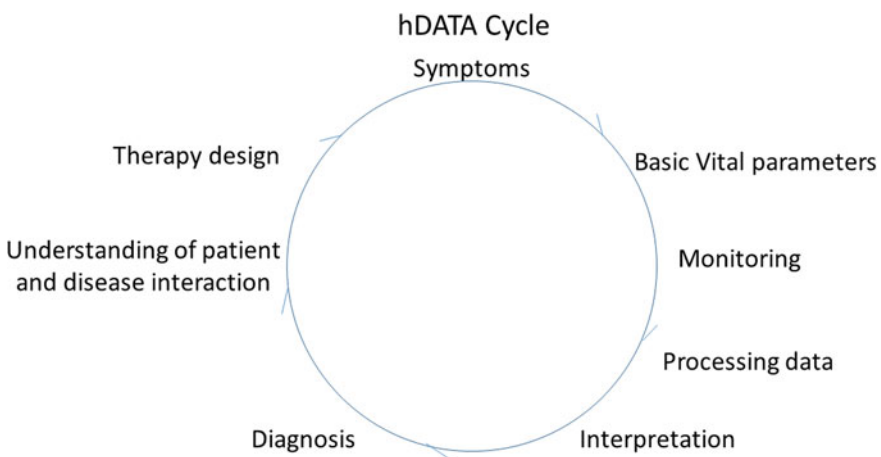 hDATA Cycle
Symptoms
Basic Vital parameters
Monitoring
Processing data
Interpretation
Diagnosis
Understanding of patient
and disease interaction
Therapy design